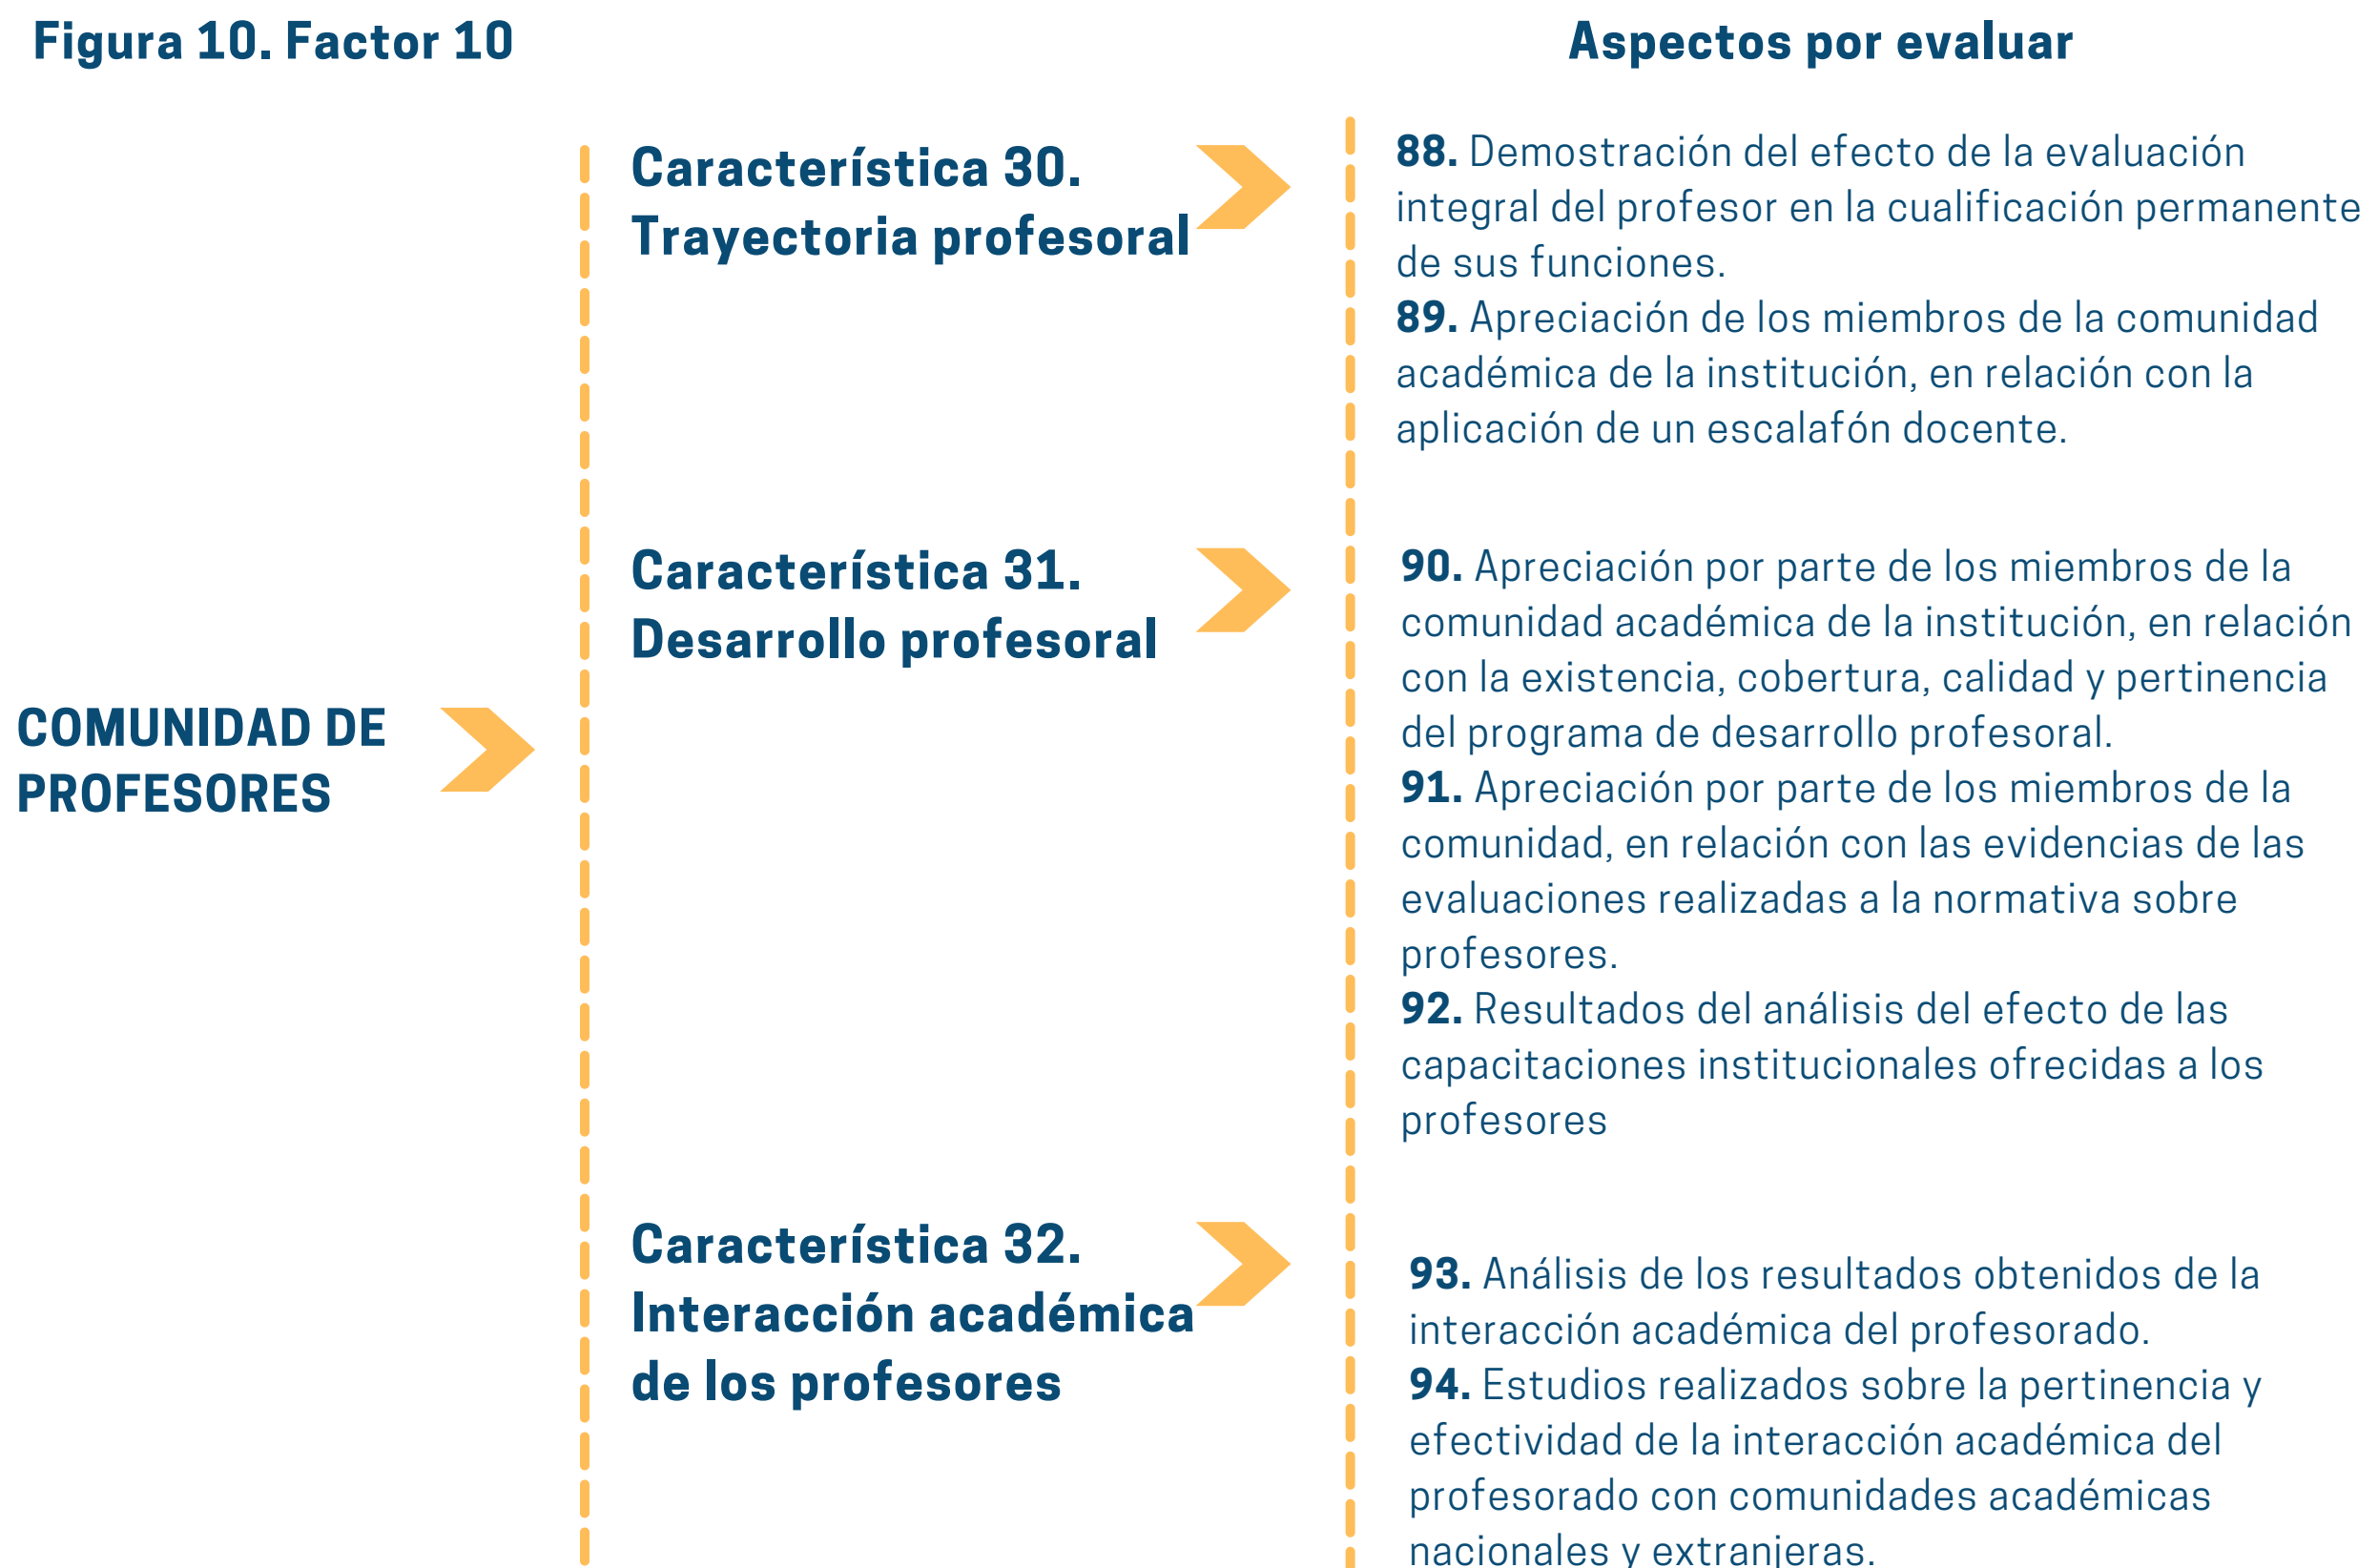 Figura 10. Factor 10
Aspectos por evaluar
COMUNIDAD DE
PROFESORES
Característica 30.
Trayectoria profesoral
88. Demostración del efecto de la evaluación
integral del profesor en la cualificación permanente
de sus funciones.
89. Apreciación de los miembros de la comunidad
académica de la institución, en relación con la
aplicación de un escalafón docente.
Característica 31.
Desarrollo profesoral
90. Apreciación por parte de los miembros de la
comunidad académica de la institución, en relación
con la existencia, cobertura, calidad y pertinencia
del programa de desarrollo profesoral.
91. Apreciación por parte de los miembros de la
comunidad, en relación con las evidencias de las
evaluaciones realizadas a la normativa sobre
profesores.
92. Resultados del análisis del efecto de las
capacitaciones institucionales ofrecidas a los
profesores
Característica 32.
Interacción académica
de los profesores
93. Análisis de los resultados obtenidos de la
interacción académica del profesorado.
94. Estudios realizados sobre la pertinencia y
efectividad de la interacción académica del
profesorado con comunidades académicas
nacionales y extranjeras.